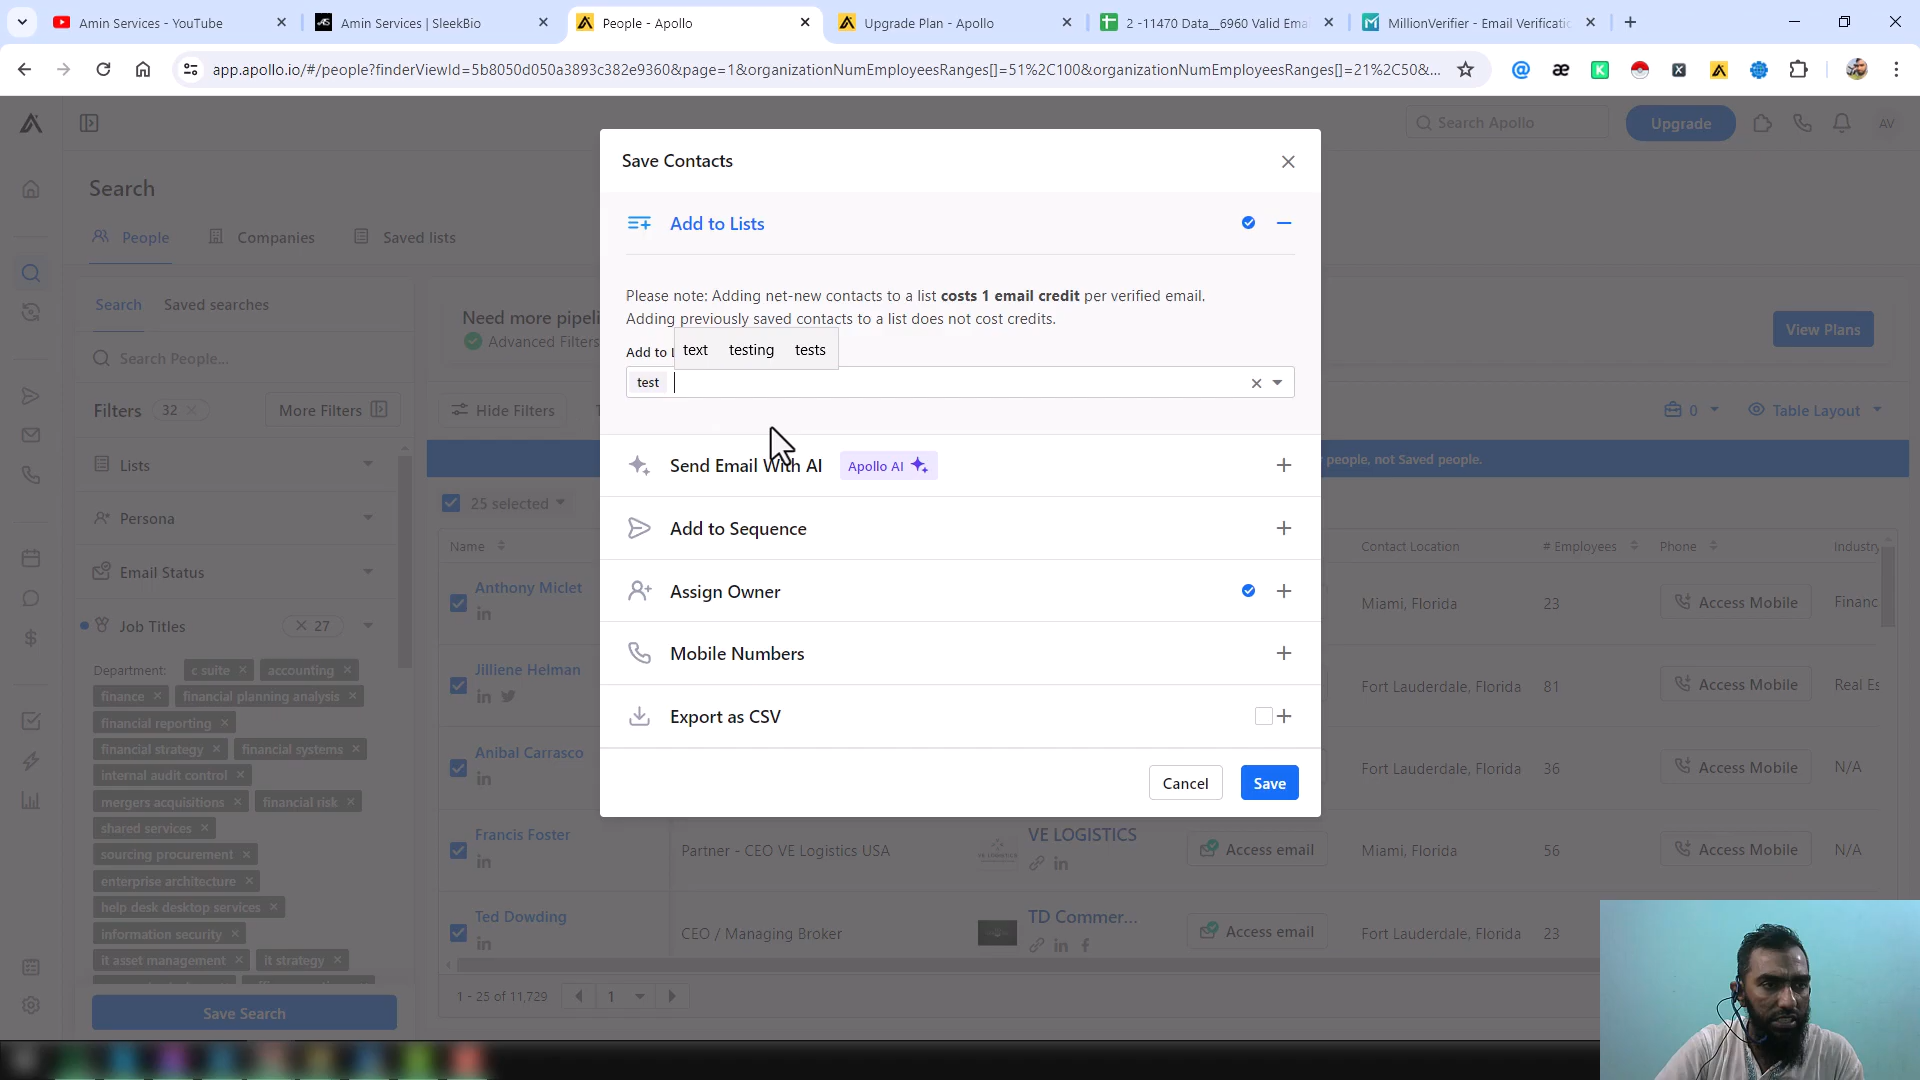 Amin Services - YouTube
Amin Services | SleekBio
People - Apollo
Upgrade Plan - Apollo
2 -11470 Data__6960 Valid Ema
MillionVerifier - Email Verificatic
app.apollo.io/#/people?finderViewId=5b8050d050a3893c382e9360&page=1&organizationNumEmployeesRanges[]=51%2C100&organizationNumEmployeesRanges[]=21%2C50&...
Search Apollo
Upgrade
AV
Search
People
Companies
Saved lists
Search
Saved searches
Search People...
Filters
32
More Filters
Lists
Persona
Email Status
Job Titles
27
Department:
c suite
accounting
finance
financial planning analysis
financial reporting
financial strategy
financial systems
internal audit control
mergers acquisitions
financial risk
shared services
sourcing procurement
enterprise architecture
help desk desktop services
information security
it asset management
it strategy
Save Search
Need more pipeli
Advanced Filters
View Plans
Hide Filters
0
Table Layout
people, not Saved people.
25 selected
Name
Contact Location
# Employees
Phone
Industry
Anthony Miclet
Miami, Florida
23
Access Mobile
Financ
Jilliene Helman
Fort Lauderdale, Florida
81
Access Mobile
Real Es
Anibal Carrasco
Fort Lauderdale, Florida
36
Access Mobile
N/A
Francis Foster
Partner - CEO VE Logistics USA
VE LOGISTICS
Access email
Miami, Florida
56
Access Mobile
N/A
Ted Dowding
CEO / Managing Broker
TD Commer...
Access email
Fort Lauderdale, Florida
23
Access Mobile
1 - 25 of 11,729
1
Save Contacts
Add to Lists
Please note: Adding net-new contacts to a list costs 1 email credit per verified email.
Adding previously saved contacts to a list does not cost credits.
Add to L
text testing tests
test
Send Email With AI
Apollo AI
Add to Sequence
Assign Owner
Mobile Numbers
Export as CSV
Cancel
Save